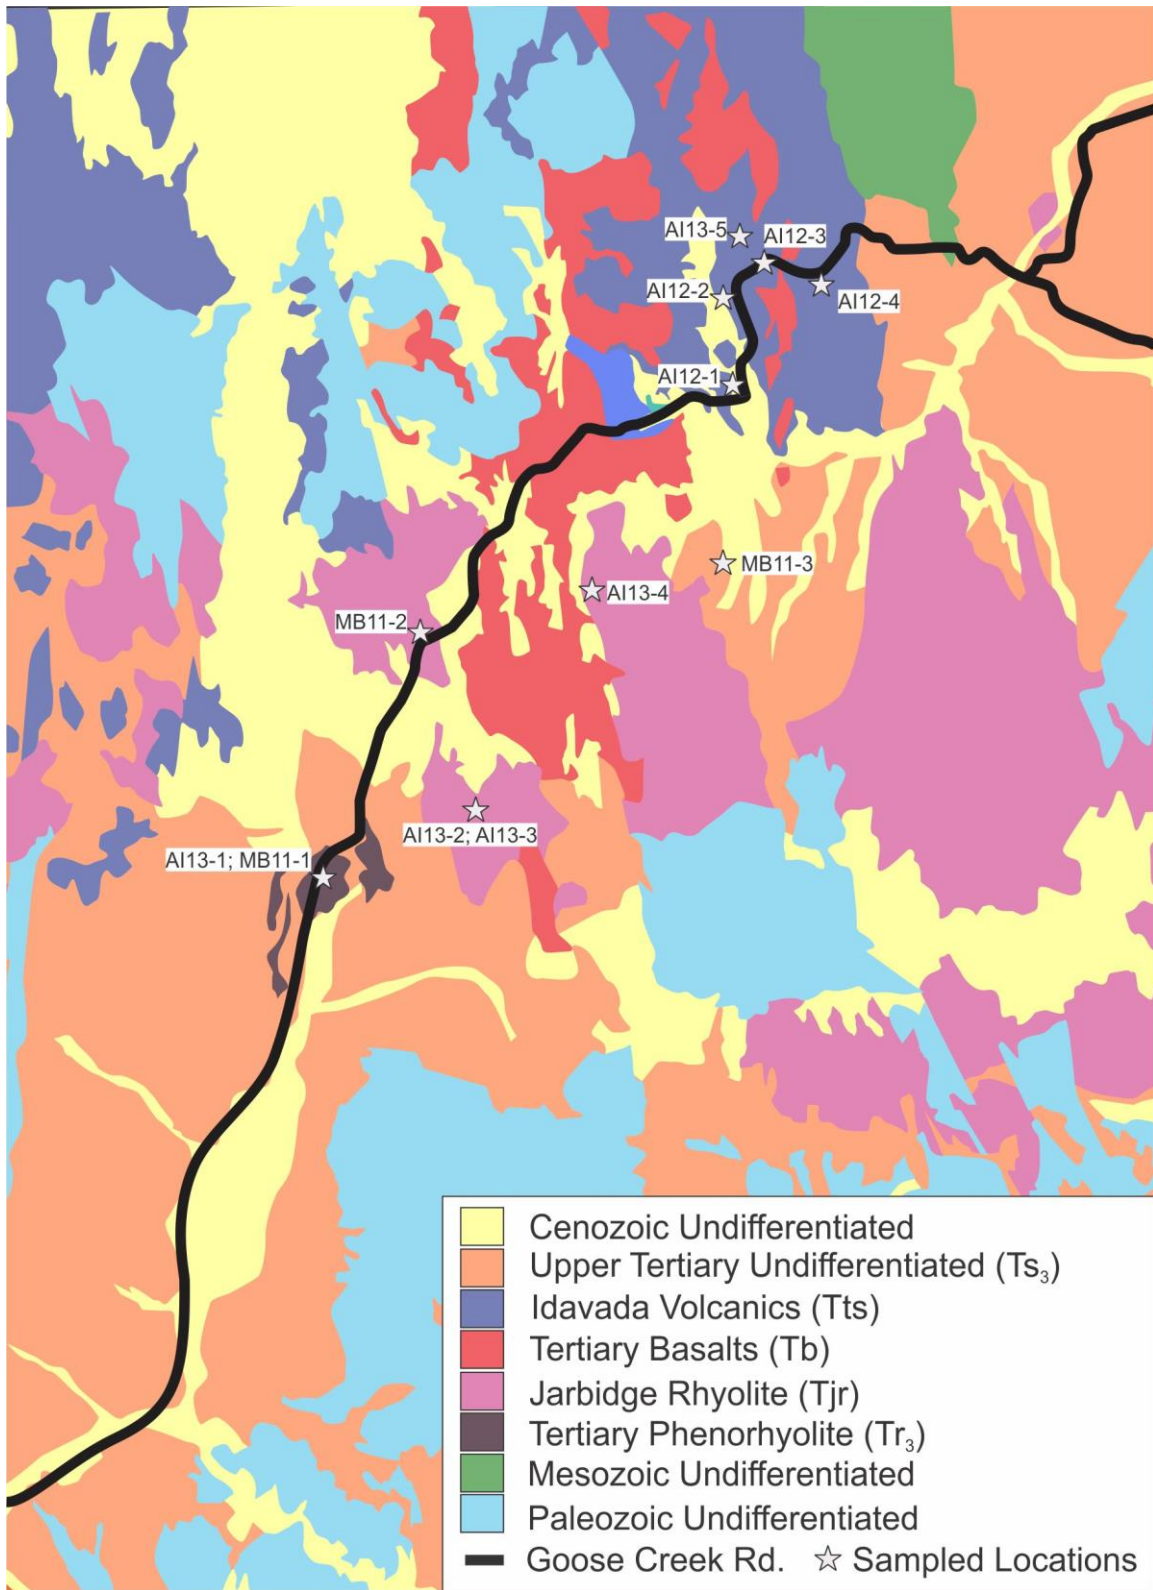 AI13-5
AI12-3
AI12-2
AI12-4
AI12-1
MB11-3
AI13-4
MB11-2
AI13-2; AI13-3
AI13-1; MB11-1
Cenozoic Undifferentiated
Upper Tertiary Undifferentiated (Ts₃)
Idavada Volcanics (Tts)
Tertiary Basalts (Tb)
Jarbidge Rhyolite (Tjr)
Tertiary Phenorhyolite (Tr₃)
Mesozoic Undifferentiated
Paleozoic Undifferentiated
Goose Creek Rd. Sampled Locations